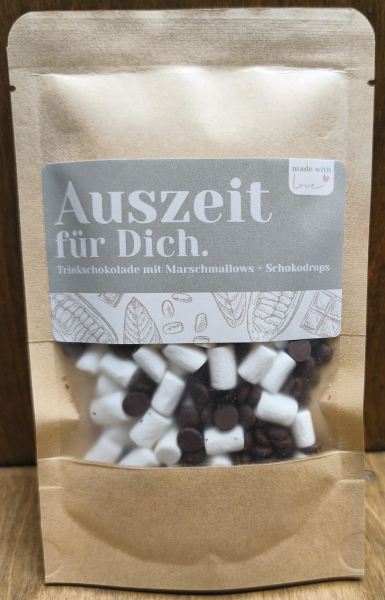 made with
love
Auszeit
für Dich.
Trinkschokolade mit Marschmallows + Schokodrops